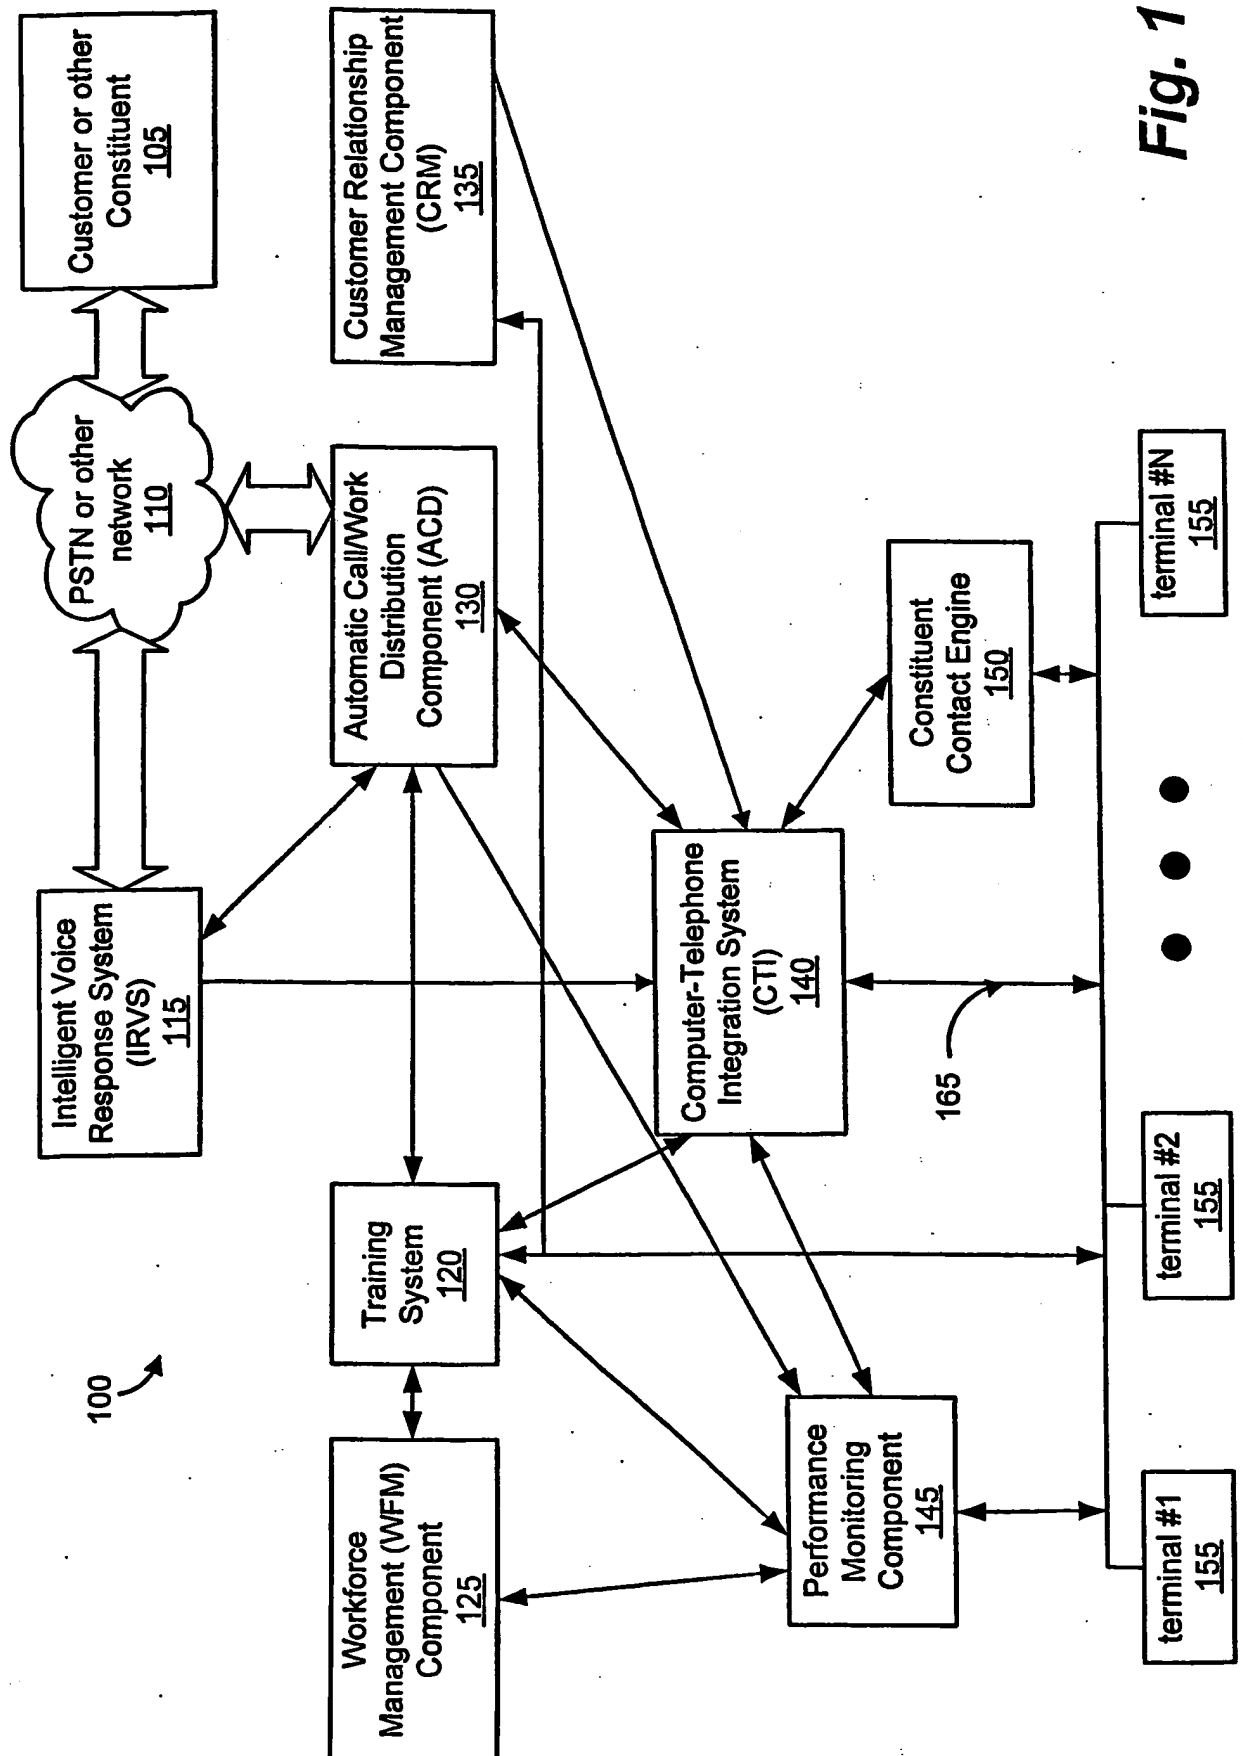 100
Customer or other
Constituent
105
PSTN or other
network
110
Intelligent Voice
Response System
(IRVS)
115
Workforce
Management (WFM)
Component
125
Training
System
120
Automatic Call/Work
Distribution
Component (ACD)
130
Customer Relationship
Management Component
(CRM)
135
Computer-Telephone
Integration System
(CTI)
140
Performance
Monitoring
Component
145
Constituent
Contact Engine
150
165
terminal #1
155
terminal #2
155
terminal #N
155
Fig. 1